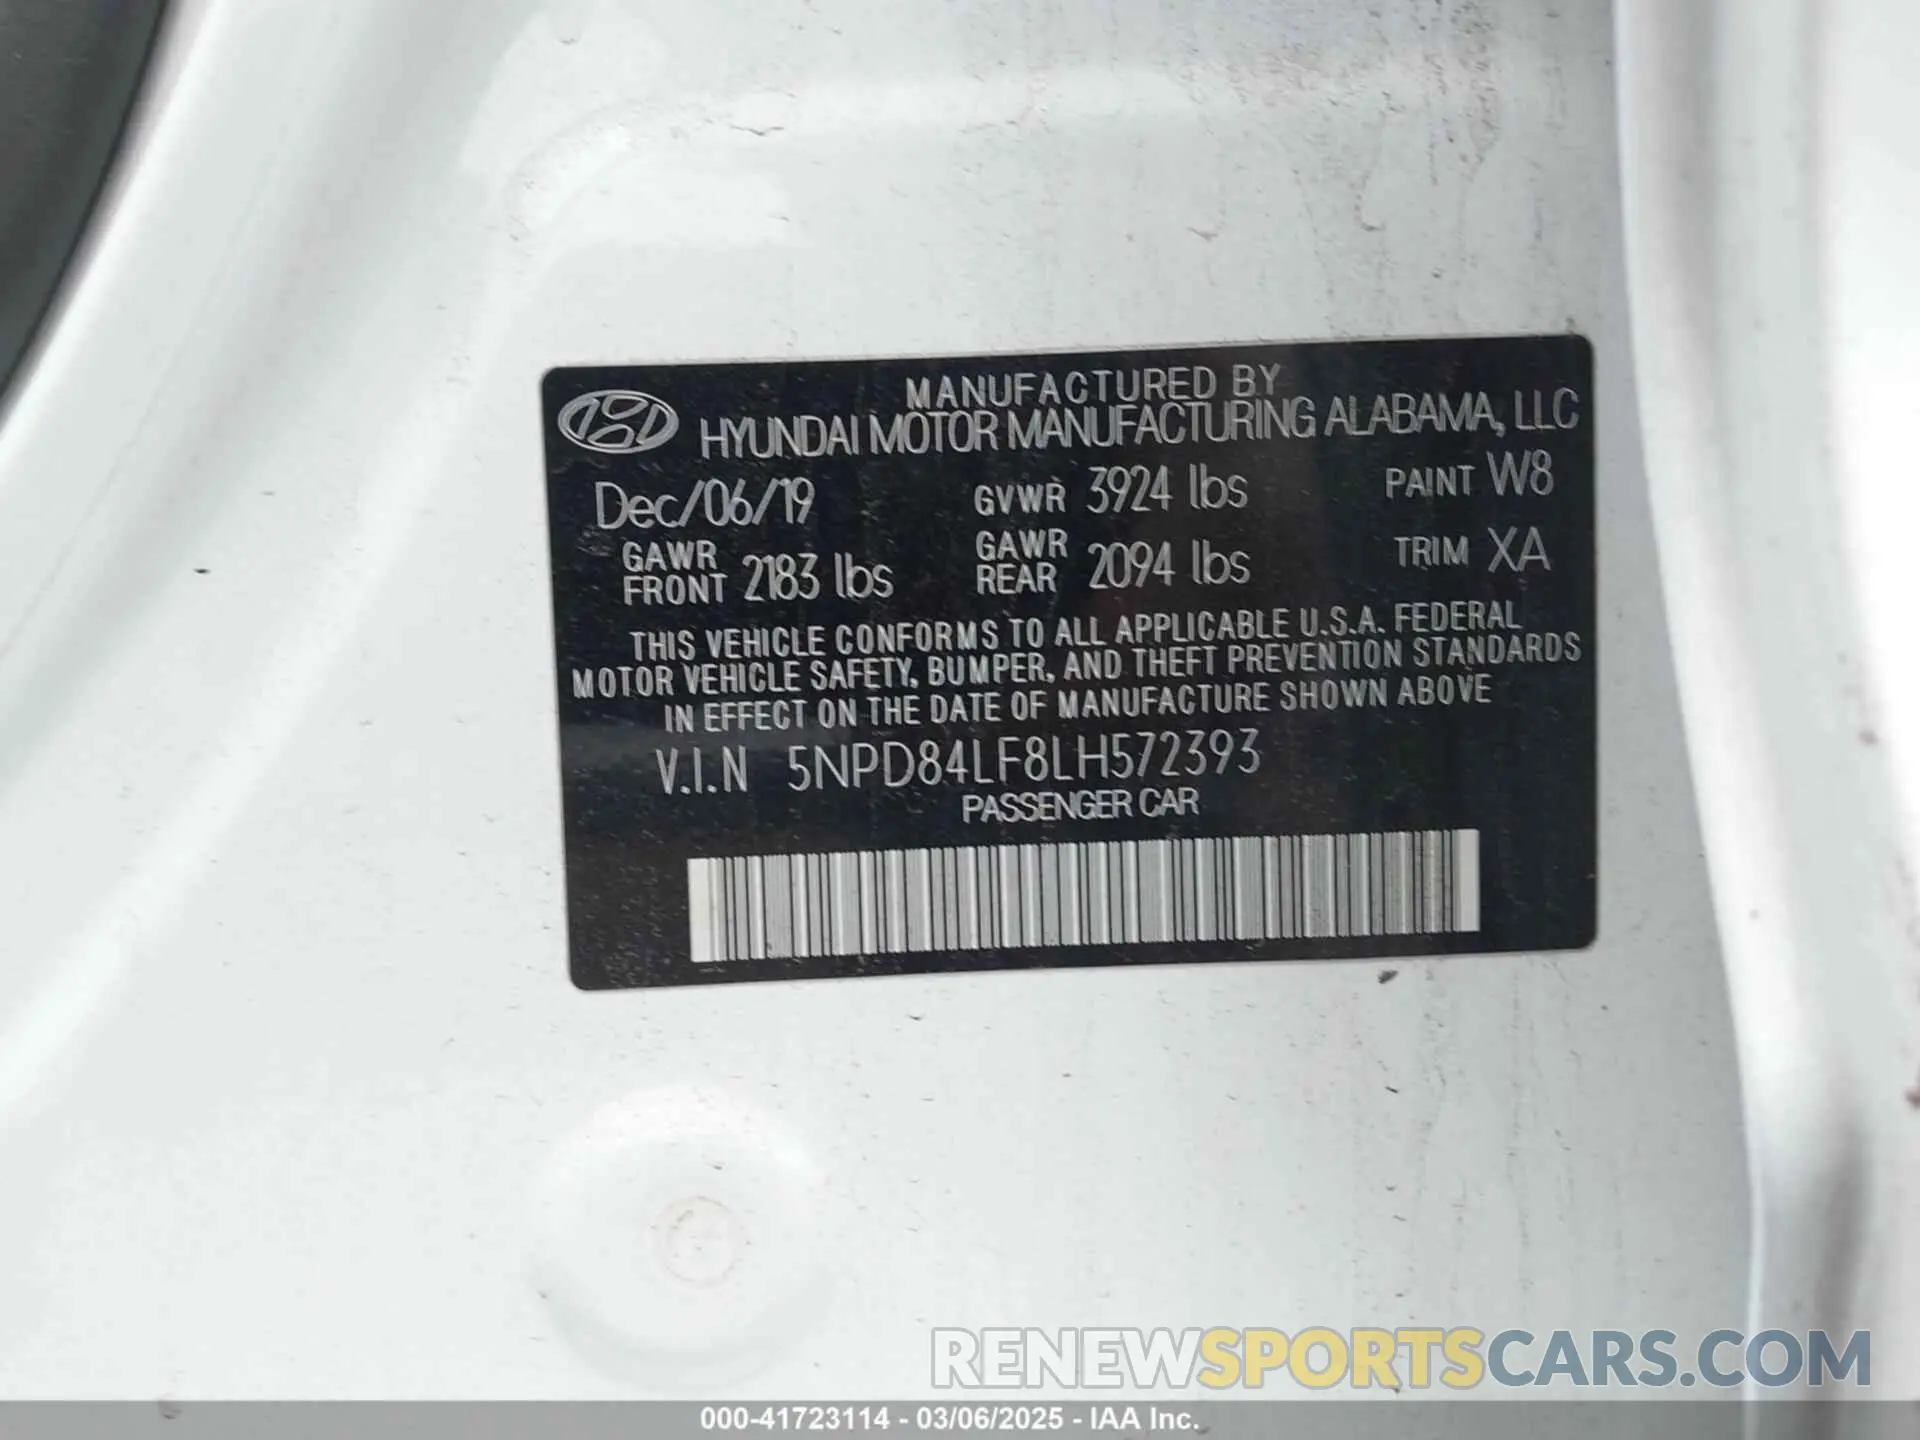 MANUFACTURED BY
HYUNDAI MOTOR MANUFACTURING ALABAMA, LLC
Dec/06/19 GVWR 3924 lbs PAINT W8
GAWR FRONT 2183 lbs GAWR REAR 2094 lbs TRIM XA
THIS VEHICLE CONFORMS TO ALL APPLICABLE U.S.A. FEDERAL
MOTOR VEHICLE SAFETY, BUMPER, AND THEFT PREVENTION STANDARDS
IN EFFECT ON THE DATE OF MANUFACTURE SHOWN ABOVE
V.I.N 5NPD84LF8LH572393
PASSENGER CAR
RENEWSPORTSCARS.COM
000-41723114 - 03/06/2025 - IAA Inc.